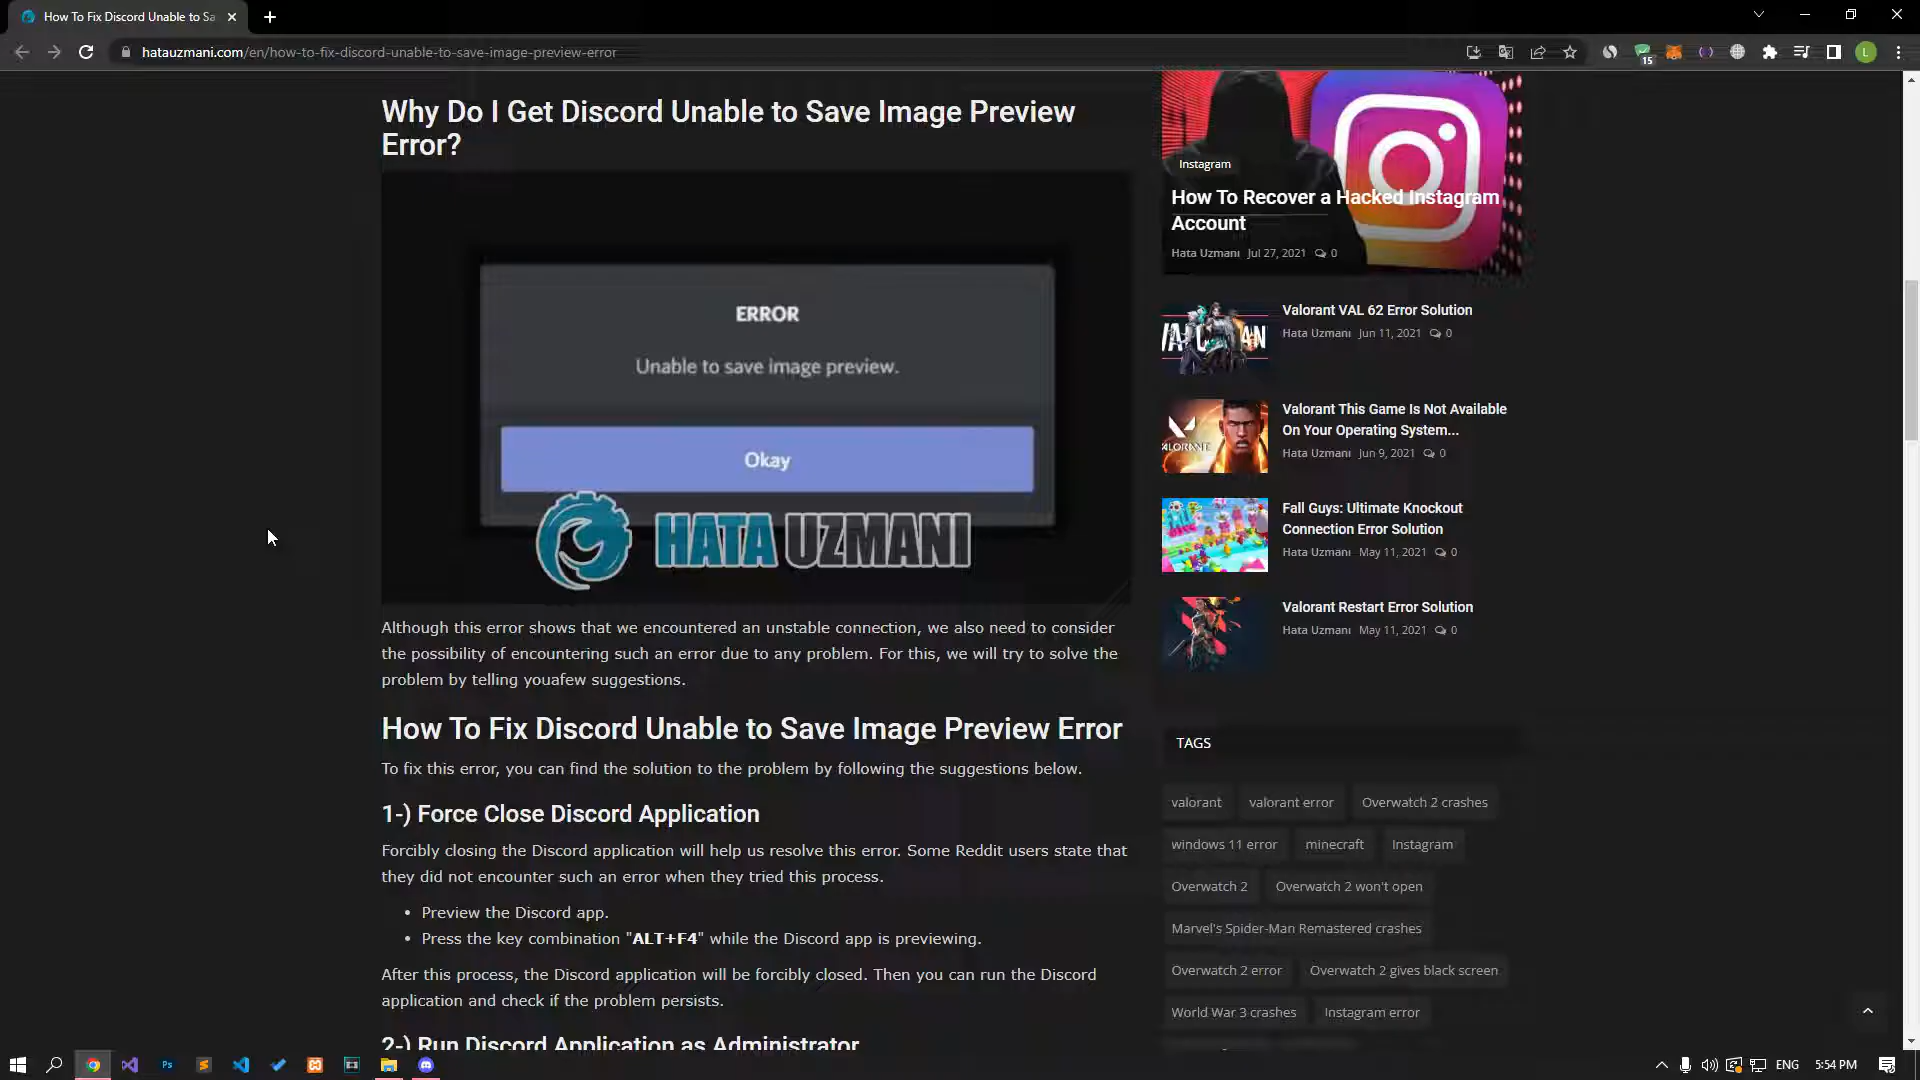 How To Fix Discord Unable to Sa
hatauzmani.com/en/how-to-fix-discord-unable-to-save-image-preview-error
15
L
Why Do I Get Discord Unable to Save Image Preview
Error?
ERROR
Unable to save image preview.
Okay
HATA UZMANI
Although this error shows that we encountered an unstable connection, we also need to consider
the possibility of encountering such an error due to any problem. For this, we will try to solve the
problem by telling youafew suggestions.
How To Fix Discord Unable to Save Image Preview Error
To fix this error, you can find the solution to the problem by following the suggestions below.
1-) Force Close Discord Application
Forcibly closing the Discord application will help us resolve this error. Some Reddit users state that
they did not encounter such an error when they tried this process.
• Preview the Discord app.
• Press the key combination "ALT+F4" while the Discord app is previewing.
After this process, the Discord application will be forcibly closed. Then you can run the Discord
application and check if the problem persists.
2-) Run Discord Application as Administrator
Instagram
How To Recover a Hacked Instagram
Account
Hata Uzmanı Jul 27, 2021 0
Valorant VAL 62 Error Solution
Hata Uzmanı Jun 11, 2021 0
Valorant This Game Is Not Available
On Your Operating System...
Hata Uzmanı Jun 9, 2021 0
Fall Guys: Ultimate Knockout
Connection Error Solution
Hata Uzmanı May 11, 2021 0
Valorant Restart Error Solution
Hata Uzmanı May 11, 2021 0
TAGS
valorant valorant error Overwatch 2 crashes
windows 11 error minecraft Instagram
Overwatch 2 Overwatch 2 won't open
Marvel's Spider-Man Remastered crashes
Overwatch 2 error Overwatch 2 gives black screen
World War 3 crashes Instagram error
Ps
ENG
5:54 PM